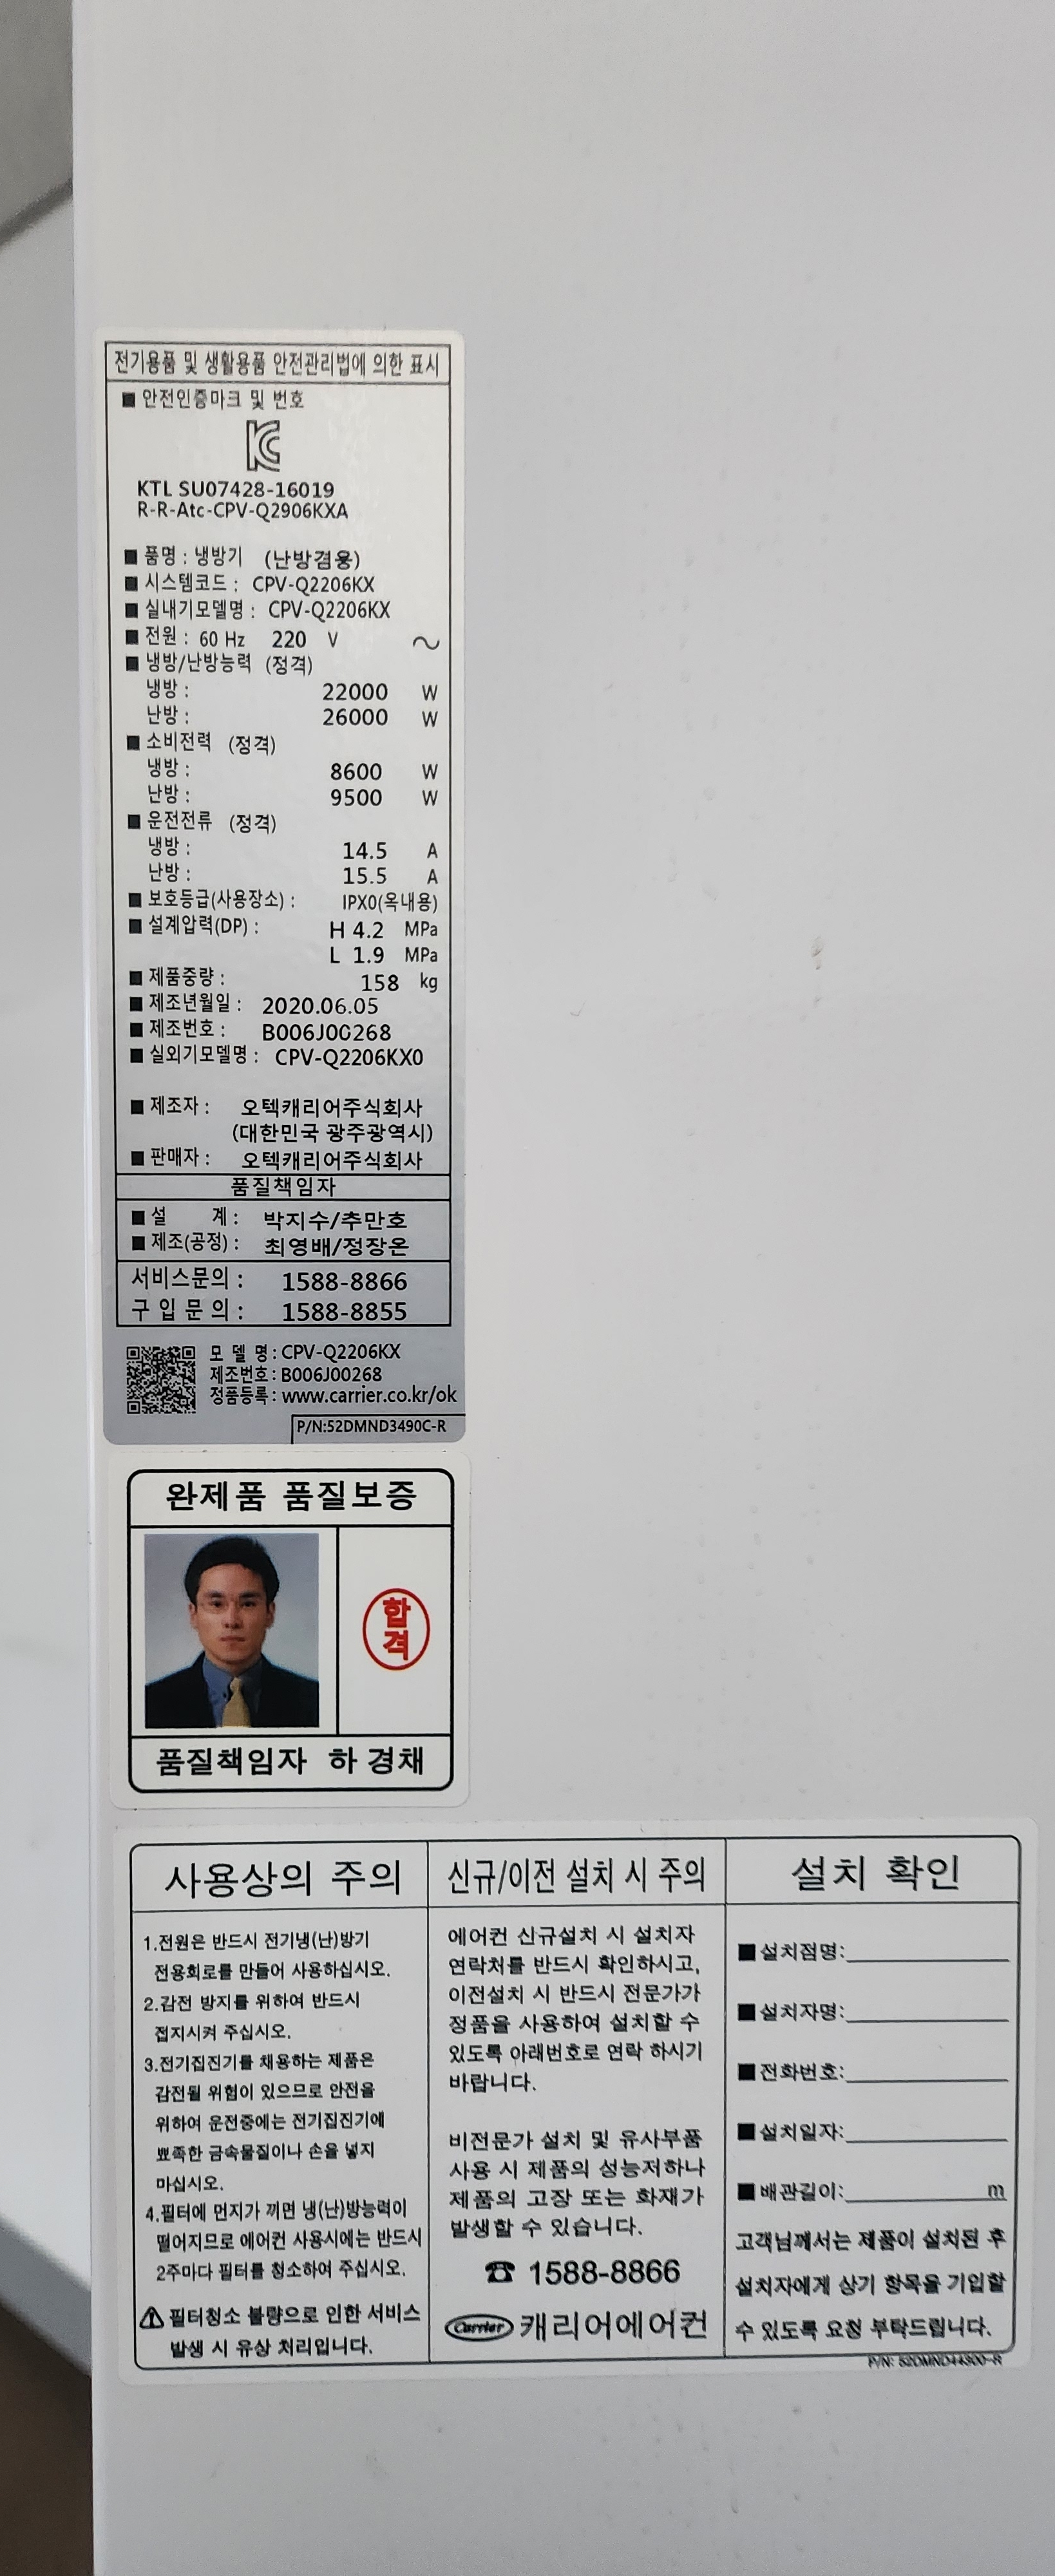 전기용품 및 생활용품 안전관리법에 의한 표시
■ 안전인증마크 및 번호
KTL SU07428-16019
R-R-Atc-CPV-Q2906KXA
■ 품명 : 냉방기 (난방겸용)
■ 시스템코드 : CPV-Q2206KX
■ 실내기모델명 : CPV-Q2206KX
■ 전원 : 60 Hz 220 V ~
■ 냉방/난방능력 (정격)
냉방 : 22000 W
난방 : 26000 W
■ 소비전력 (정격)
냉방 : 8600 W
난방 : 9500 W
■ 운전전류 (정격)
냉방 : 14.5 A
난방 : 15.5 A
■ 보호등급(사용장소) : IPX0(옥내용)
■ 설계압력(DP) : H 4.2 MPa
L 1.9 MPa
■ 제품중량 : 158 kg
■ 제조년월일 : 2020.06.05
■ 제조번호 : B006J00268
■ 실외기모델명 : CPV-Q2206KX0
■ 제조자 : 오텍캐리어주식회사
(대한민국 광주광역시)
■ 판매자 : 오텍캐리어주식회사
품질책임자
■ 설 계 : 박지수/추만호
■ 제조(공정) : 최영배/정장온
서비스문의 : 1588-8866
구 입 문 의 : 1588-8855
모 델 명 : CPV-Q2206KX
제조번호 : B006J00268
정품등록 : www.carrier.co.kr/ok
P/N:52DMND3490C-R
완제품 품질보증
합격
품질책임자 하 경채
사용상의 주의
1.전원은 반드시 전기냉(난)방기
전용회로를 만들어 사용하십시오.
2.감전 방지를 위하여 반드시
접지시켜 주십시오.
3.전기집진기를 채용하는 제품은
감전될 위험이 있으므로 안전을
위하여 운전중에는 전기집진기에
뾰족한 금속물질이나 손을 넣지
마십시오.
4.필터에 먼지가 끼면 냉(난)방능력이
떨어지므로 에어컨 사용시에는 반드시
2주마다 필터를 청소하여 주십시오.
⚠ 필터청소 불량으로 인한 서비스
발생 시 유상 처리입니다.
신규/이전 설치 시 주의
에어컨 신규설치 시 설치자
연락처를 반드시 확인하시고,
이전설치 시 반드시 전문가가
정품을 사용하여 설치할 수
있도록 아래번호로 연락 하시기
바랍니다.
비전문가 설치 및 유사부품
사용 시 제품의 성능저하나
제품의 고장 또는 화재가
발생할 수 있습니다.
☎ 1588-8866
Carrier 캐리어에어컨
설치 확인
■ 설치점명:
■ 설치자명:
■ 전화번호:
■ 설치일자:
■ 배관길이: m
고객님께서는 제품이 설치된 후
설치자에게 상기 항목을 기입할
수 있도록 요청 부탁드립니다.